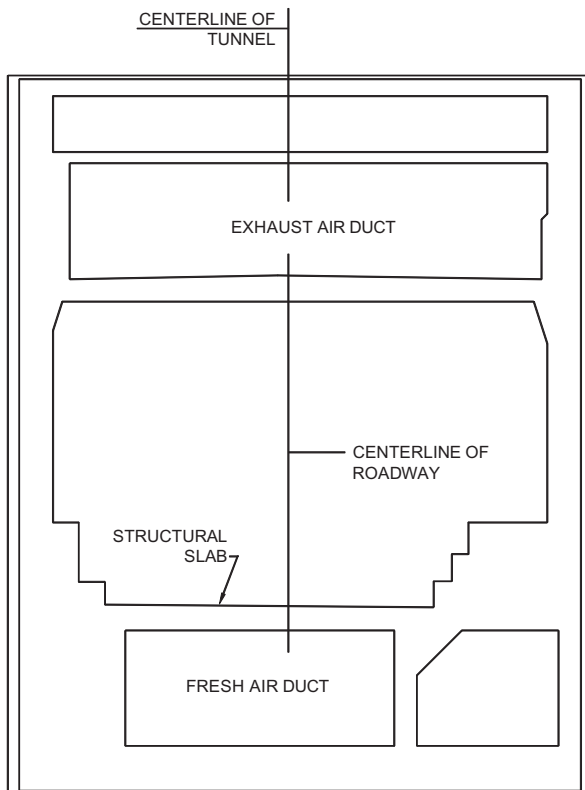 CENTERLINE OF
TUNNEL
EXHAUST AIR DUCT
CENTERLINE OF
ROADWAY
STRUCTURAL
SLAB
FRESH AIR DUCT